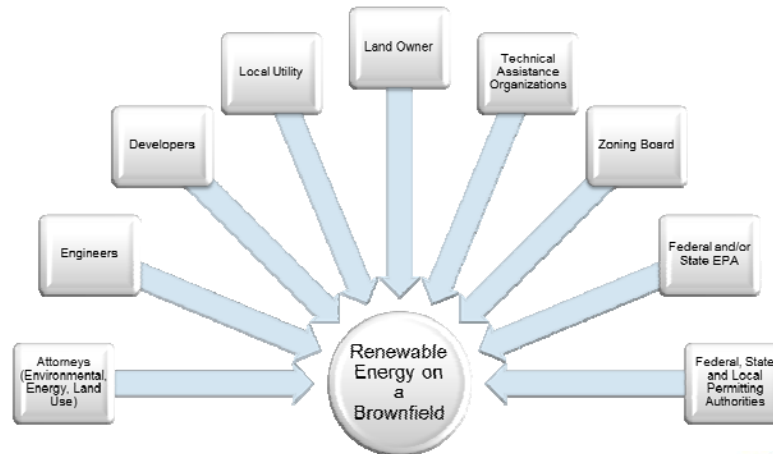 Land Owner
Local Utility
Technical
Assistance
Organizations
Developers
Zoning Board
Engineers
Federal and/or
State EPA
Attorneys
(Environmental,
Energy, Land
Use)
Renewable
Energy on
a
Brownfield
Federal, State
and Local
Permitting
Authorities